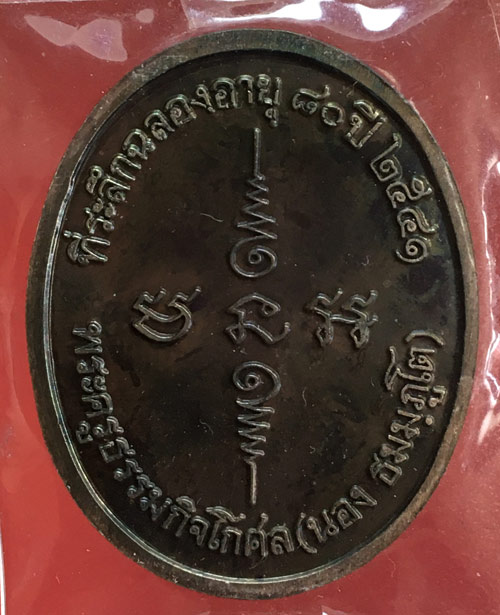 ที่ระลึกฉลองอายุ ๘๐ ปี ๒๕๔๑
พระครูธรรมกิจโกศล (นอง ธมฺมภูโต)